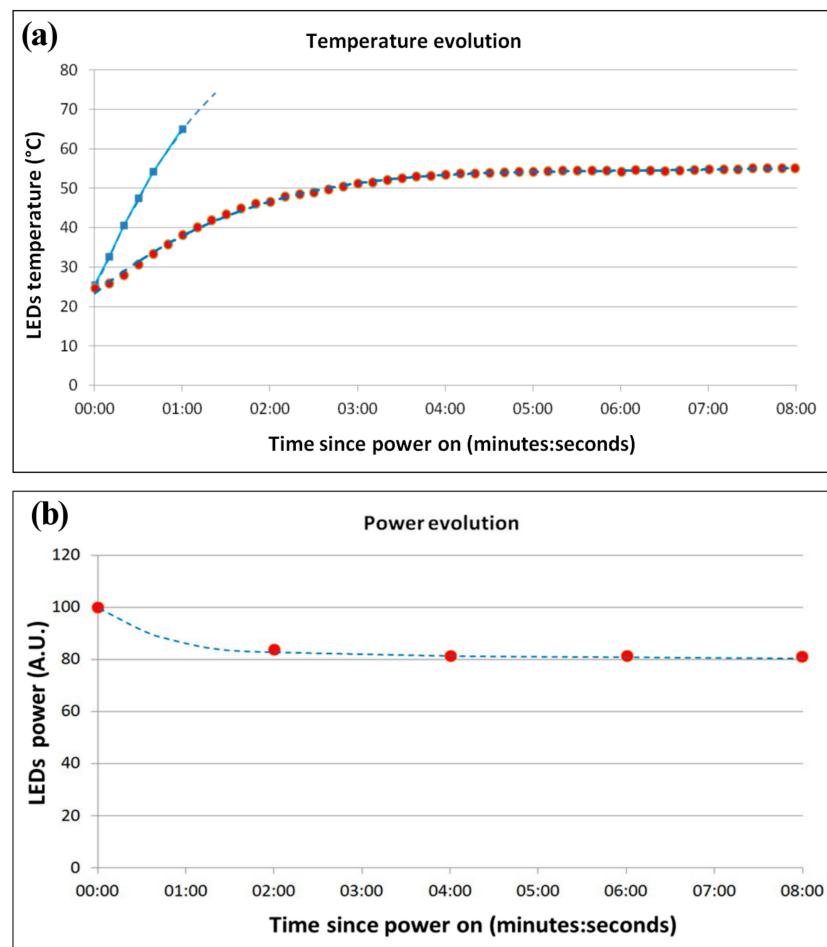 (a)
Temperature evolution
80
70
60
50
40
30
20
10
0
LEDs temperature (°C)
00:00 01:00 02:00 03:00 04:00 05:00 06:00 07:00 08:00
Time since power on (minutes:seconds)
(b)
Power evolution
120
100
80
60
40
20
0
LEDs power (A.U.)
00:00 01:00 02:00 03:00 04:00 05:00 06:00 07:00 08:00
Time since power on (minutes:seconds)